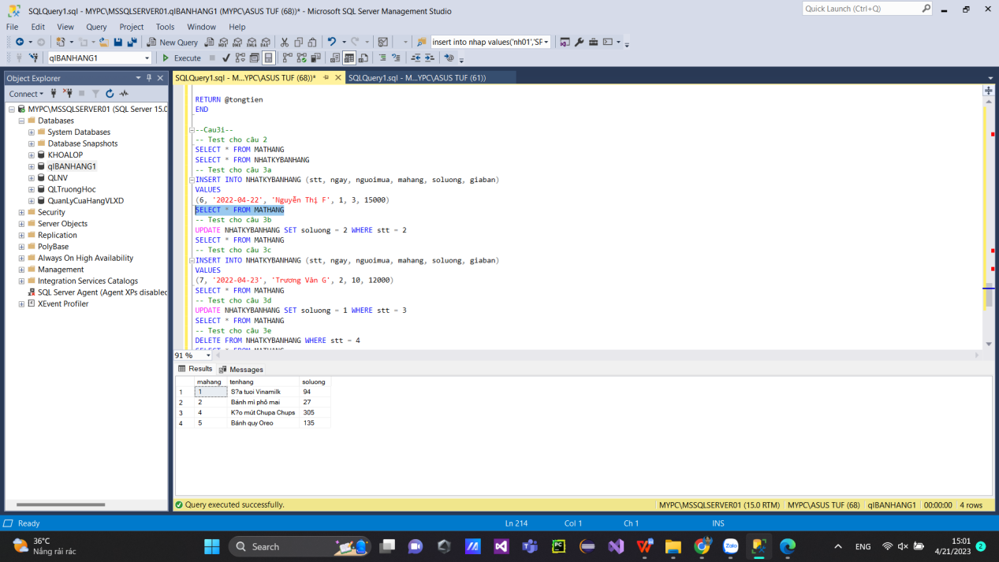 SQLQuery1.sql - MYPC\MSSQLSERVER01.qlBANHANG1 (MYPC\ASUS TUF (68))* - Microsoft SQL Server Management Studio
Quick Launch (Ctrl+Q)
File Edit View Query Project Tools Window Help
New Query
insert into nhap values('nh01','SF
qlBANHANG1
Execute
Object Explorer
SQLQuery1.sql - M...YPC\ASUS TUF (68))*
SQLQuery1.sql - M...YPC\ASUS TUF (61))
Connect
MYPC\MSSQLSERVER01 (SQL Server 15.0
Databases
System Databases
Database Snapshots
KHOALOP
qlBANHANG1
QLNV
QLTruongHoc
QuanLyCuaHangVLXD
Security
Server Objects
Replication
PolyBase
Always On High Availability
Management
Integration Services Catalogs
SQL Server Agent (Agent XPs disabled
XEvent Profiler
RETURN @tongtien
END
--Cau3i--
-- Test cho câu 2
SELECT * FROM MATHANG
SELECT * FROM NHATKYBANHANG
-- Test cho câu 3a
INSERT INTO NHATKYBANHANG (stt, ngay, nguoimua, mahang, soluong, giaban)
VALUES
(6, '2022-04-22', 'Nguyễn Thị F', 1, 3, 15000)
SELECT * FROM MATHANG
-- Test cho câu 3b
UPDATE NHATKYBANHANG SET soluong = 2 WHERE stt = 2
SELECT * FROM MATHANG
-- Test cho câu 3c
INSERT INTO NHATKYBANHANG (stt, ngay, nguoimua, mahang, soluong, giaban)
VALUES
(7, '2022-04-23', 'Trương Văn G', 2, 10, 12000)
SELECT * FROM MATHANG
-- Test cho câu 3d
UPDATE NHATKYBANHANG SET soluong = 1 WHERE stt = 3
SELECT * FROM MATHANG
-- Test cho câu 3e
DELETE FROM NHATKYBANHANG WHERE stt = 4
SELECT * FROM MATHANG
91 %
Results Messages
mahang tenhang soluong
1 1 S?a tuoi Vinamilk 94
2 2 Bánh mì phô mai 27
3 4 K?o mút Chupa Chups 305
4 5 Bánh quy Oreo 135
Query executed successfully.
MYPC\MSSQLSERVER01 (15.0 RTM) MYPC\ASUS TUF (68) qlBANHANG1 00:00:00 4 rows
Ready
Ln 214 Col 1 Ch 1 INS
36°C
Nắng rải rác
Search
ENG
15:01
4/21/2023
2